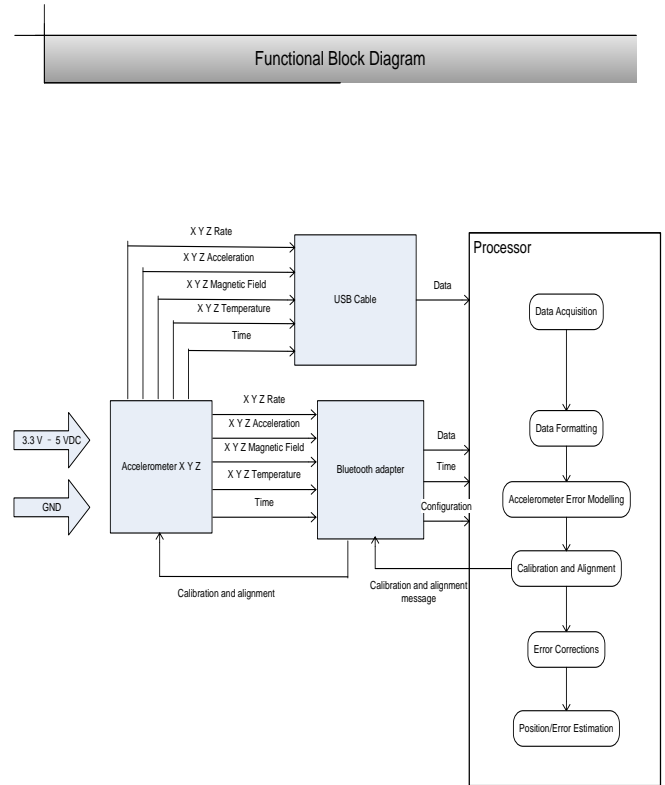 Functional Block Diagram
X Y Z Rate
X Y Z Acceleration
X Y Z Magnetic Field
X Y Z Temperature
Time
USB Cable
Data
Processor
Data Acquisition
Data Formatting
Accelerometer Error Modelling
Calibration and Alignment
Error Corrections
Position/Error Estimation
3.3 V - 5 VDC
GND
Accelerometer X Y Z
X Y Z Rate
X Y Z Acceleration
X Y Z Magnetic Field
X Y Z Temperature
Time
Bluetooth adapter
Data
Time
Configuration
Calibration and alignment
Calibration and alignment
message